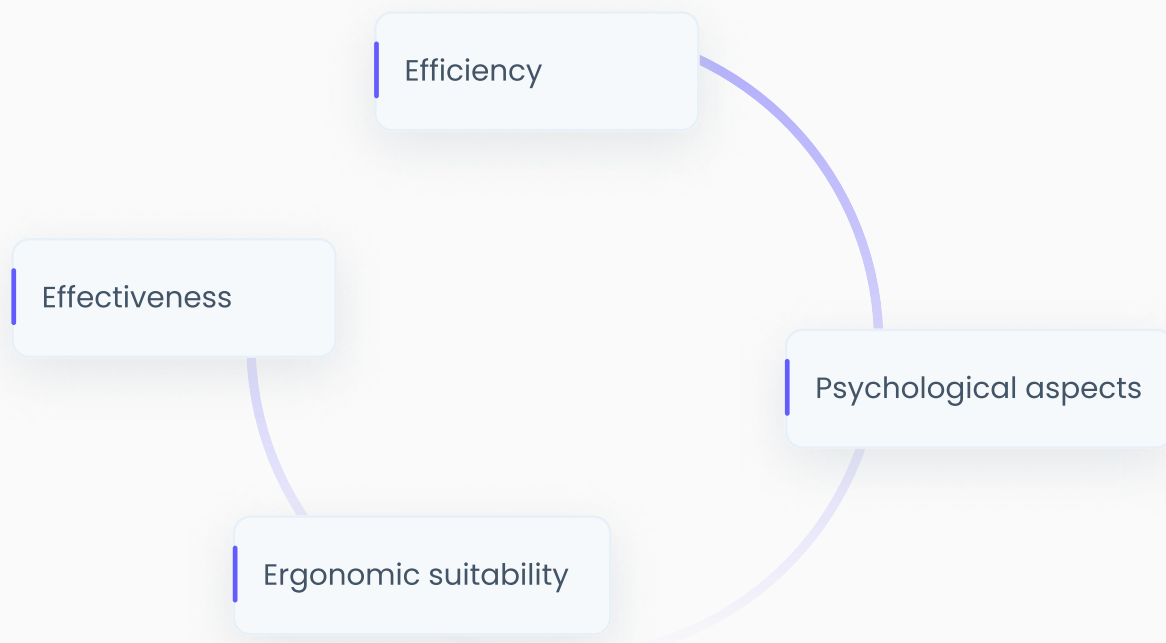 Efficiency
Effectiveness
Psychological aspects
Ergonomic suitability